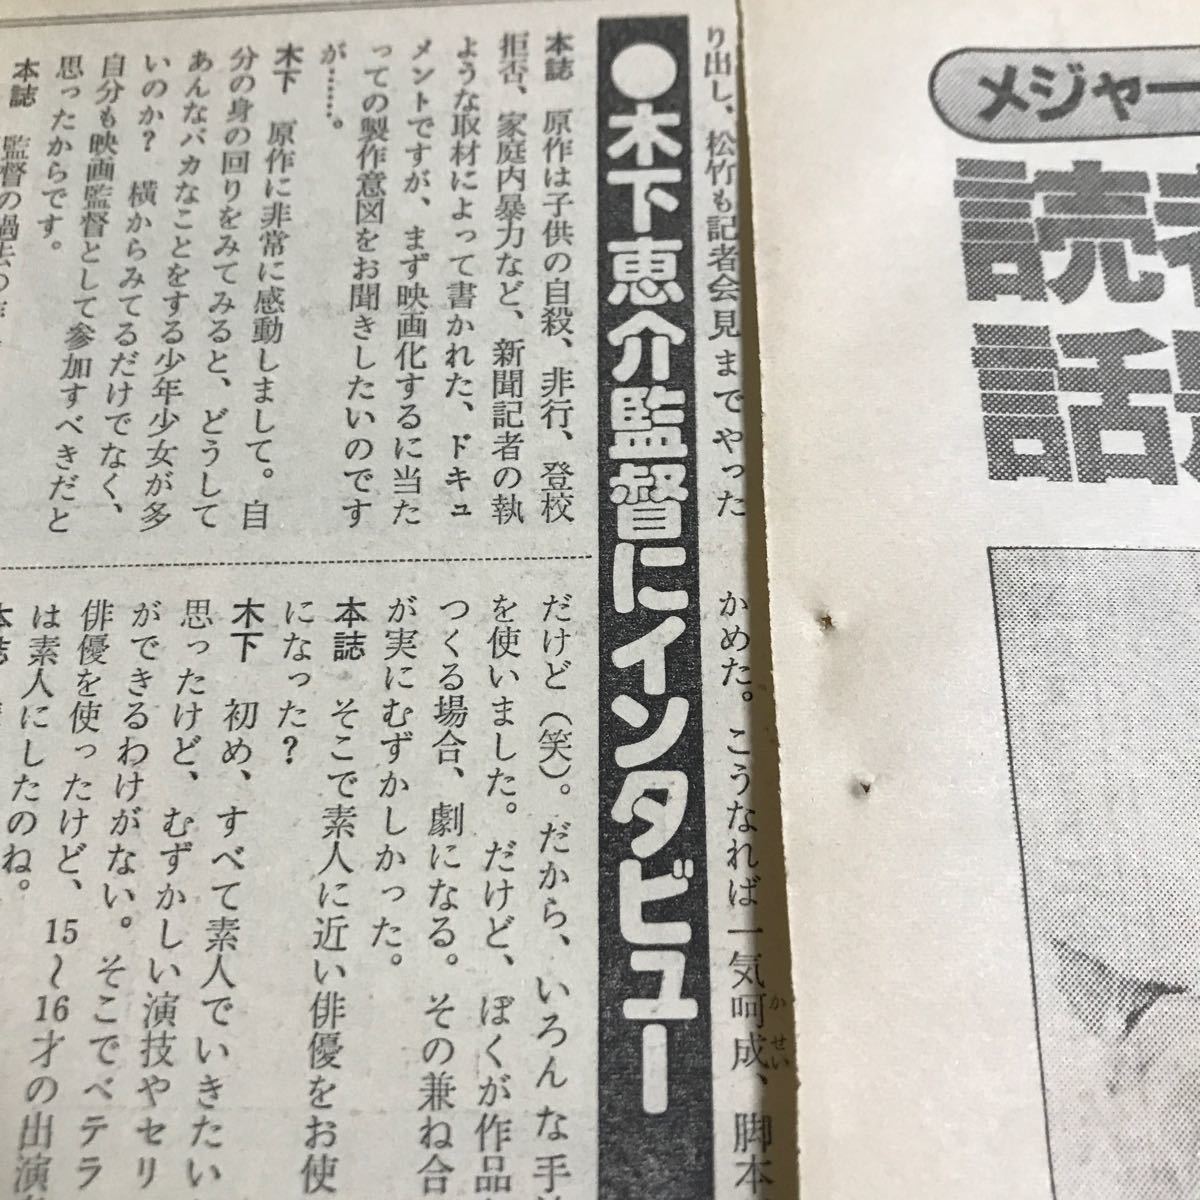 メジャー
読者
話
り出し、松竹も記者会見までやった
かめた。こうなれば一気呵成、脚本
かせい
●木下恵介監督にインタビュー
本誌　原作は子供の自殺、非行、登校
拒否、家庭内暴力など、新聞記者の執
ような取材によって書かれた、ドキュ
メントですが、まず映画化するに当た
っての製作意図をお聞きしたいのです
が……。
木下　原作に非常に感動しまして。自
分の身の回りをみてみると、どうして
あんなバカなことをする少年少女が多
いのか？　横からみてるだけでなく、
自分も映画監督として参加すべきだと
思ったからです。
本誌　監督の過去の
だけど（笑）。だから、いろんな手
を使いました。だけど、ぼくが作品
つくる場合、劇になる。その兼ね合
が実にむずかしかった。
本誌　そこで素人に近い俳優をお使
になった？
木下　初め、すべて素人でいきたい
思ったけど、むずかしい演技やセリ
ができるわけがない。そこでベテラ
俳優を使ったけど、15～16才の出演
は素人にしたのね。
本誌